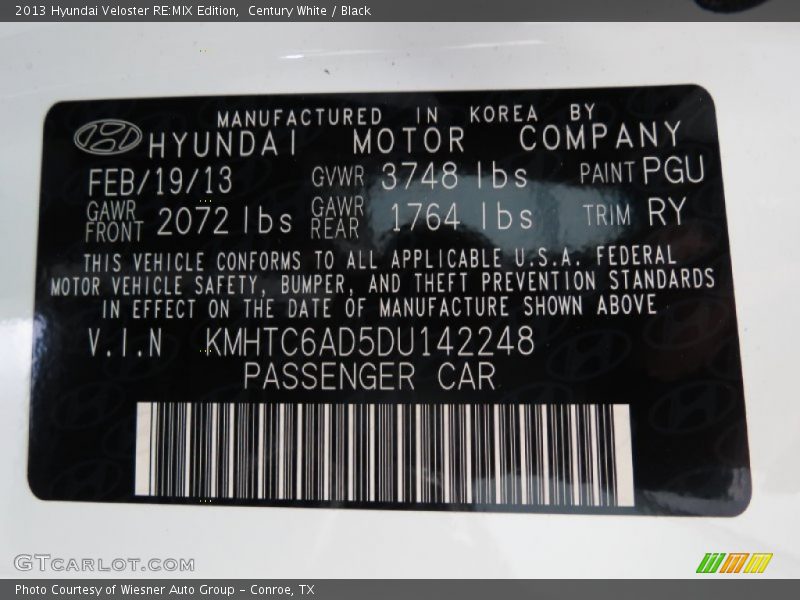 2013 Hyundai Veloster RE:MIX Edition,  Century White / Black
MANUFACTURED IN KOREA BY
HYUNDAI MOTOR COMPANY
FEB/19/13 GVWR 3748 lbs PAINT PGU
GAWR FRONT 2072 lbs GAWR REAR 1764 lbs TRIM RY
THIS VEHICLE CONFORMS TO ALL APPLICABLE U.S.A. FEDERAL
MOTOR VEHICLE SAFETY, BUMPER, AND THEFT PREVENTION STANDARDS
IN EFFECT ON THE DATE OF MANUFACTURE SHOWN ABOVE
V.I.N KMHTC6AD5DU142248
PASSENGER CAR
GTCARLOT.COM
Photo Courtesy of Wiesner Auto Group - Conroe, TX